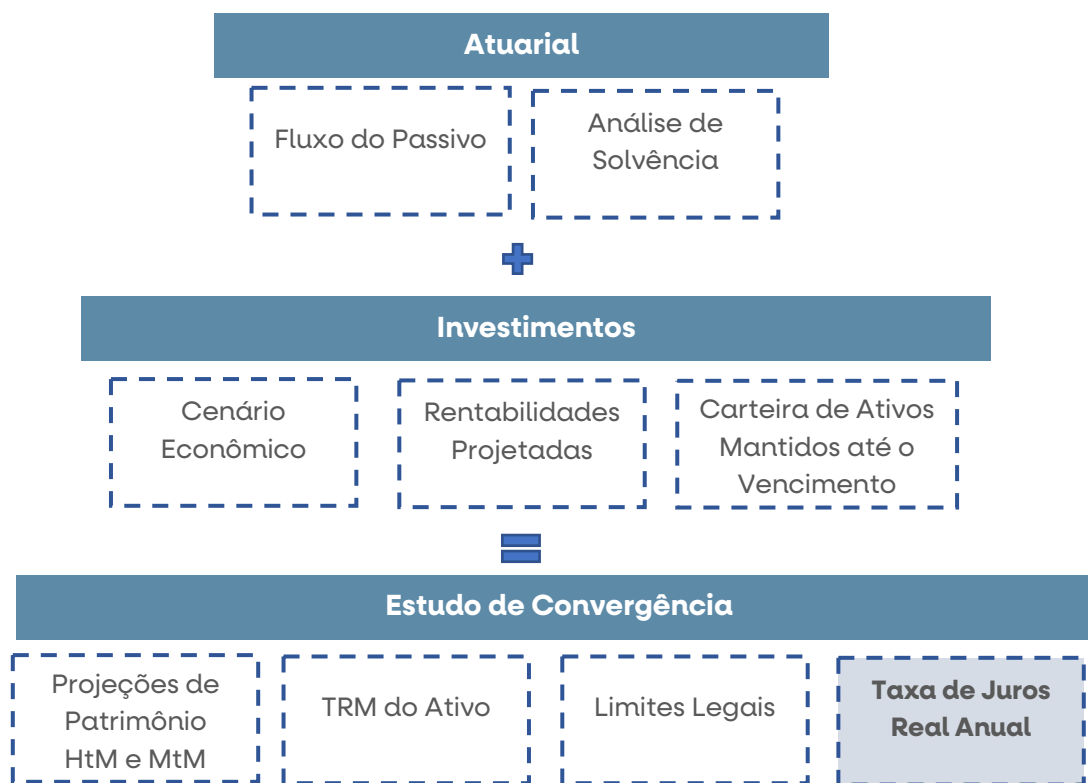 Atuarial
Fluxo do Passivo
Análise de
Solvência
Investimentos
Cenário
Econômico
Rentabilidades
Projetadas
Carteira de Ativos
Mantidos até o
Vencimento
Estudo de Convergência
Projeções de
Patrimônio
HtM e MtM
TRM do Ativo
Limites Legais
Taxa de Juros
Real Anual